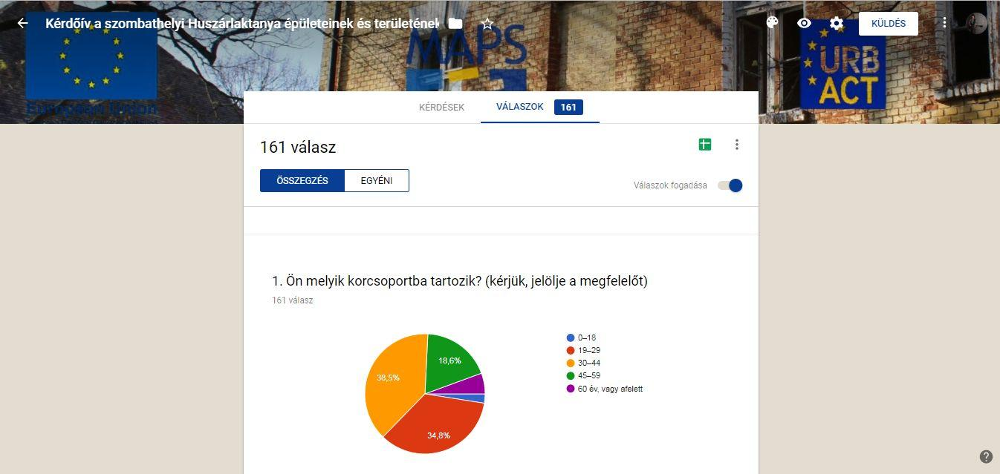 Kérdőív a szombathelyi Huszárlaktanya épületeinek és területének
KÜLDÉS
European Union
MAPS
URB
ACT
KÉRDÉSEK
VÁLASZOK
161
161 válasz
ÖSSZEGZÉS
EGYÉNI
Válaszok fogadása
1. Ön melyik korcsoportba tartozik? (kérjük, jelölje a megfelelőt)
161 válasz
18,6%
38,5%
34,8%
0–18
19–29
30–44
45–59
60 év, vagy afelett